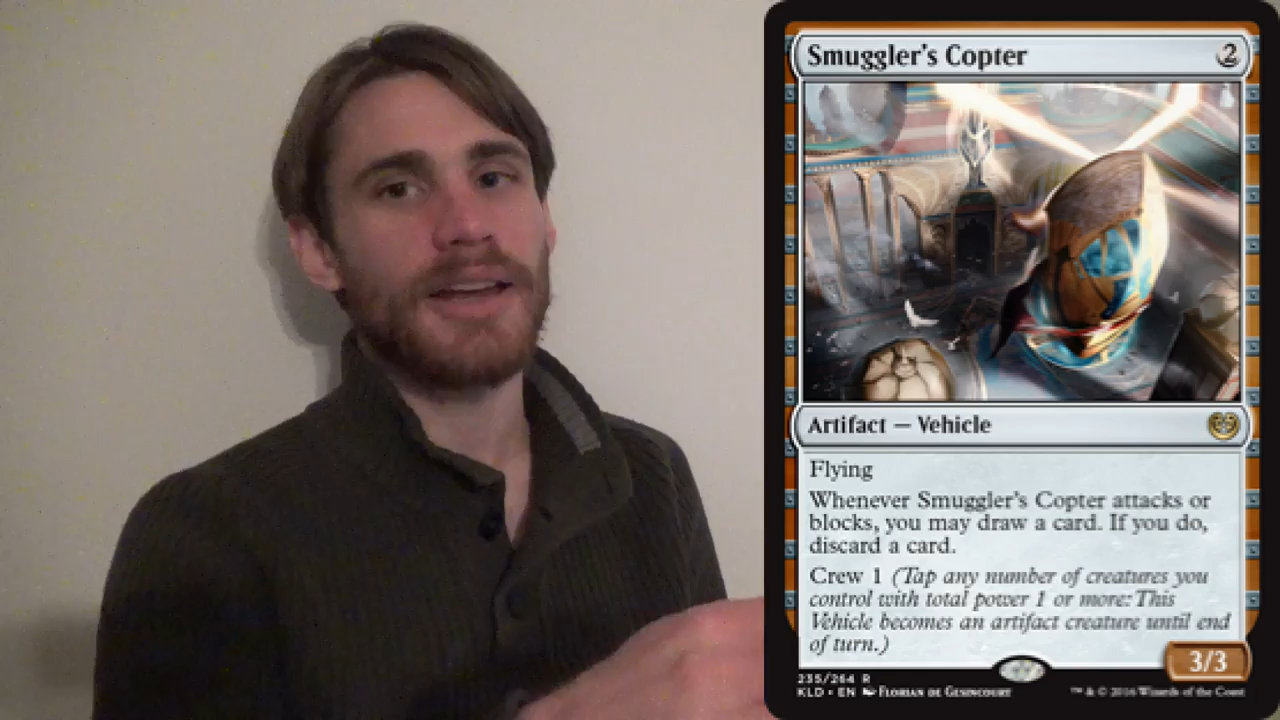 Smuggler's Copter 2
Artifact — Vehicle
Flying
Whenever Smuggler's Copter attacks or
blocks, you may draw a card. If you do,
discard a card.
Crew 1 (Tap any number of creatures you
control with total power 1 or more: This
Vehicle becomes an artifact creature until end
of turn.)
3/3
235/264 R
KLD • EN Florian de Gesincourt
™ & © 2016 Wizards of the Coast